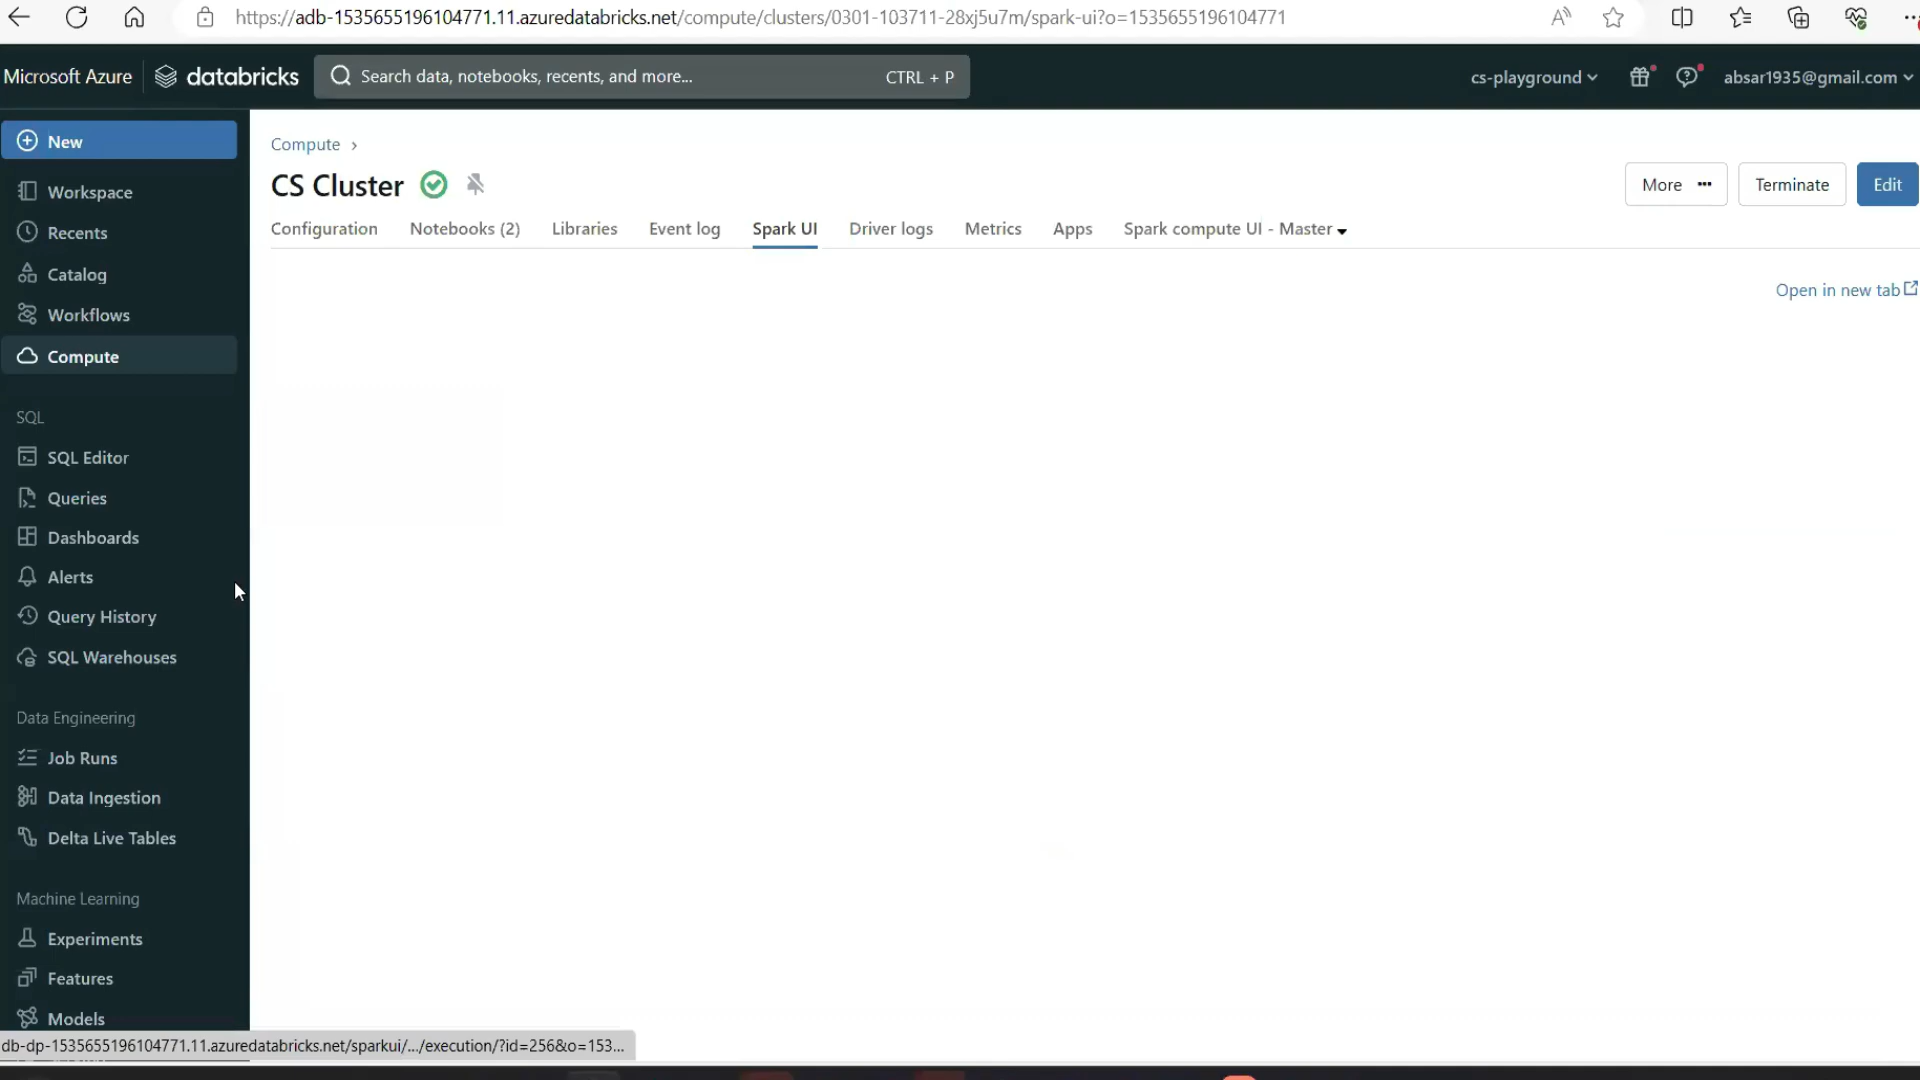 https://adb-1535655196104771.11.azuredatabricks.net/compute/clusters/0301-103711-28xj5u7m/spark-ui?o=1535655196104771
Microsoft Azure databricks Search data, notebooks, recents, and more... CTRL + P cs-playground absar1935@gmail.com
New
Workspace
Recents
Catalog
Workflows
Compute
SQL
SQL Editor
Queries
Dashboards
Alerts
Query History
SQL Warehouses
Data Engineering
Job Runs
Data Ingestion
Delta Live Tables
Machine Learning
Experiments
Features
Models
Compute ›
CS Cluster More ··· Terminate Edit
Configuration Notebooks (2) Libraries Event log Spark UI Driver logs Metrics Apps Spark compute UI - Master
Open in new tab
db-dp-1535655196104771.11.azuredatabricks.net/sparkui/.../execution/?id=256&o=153...